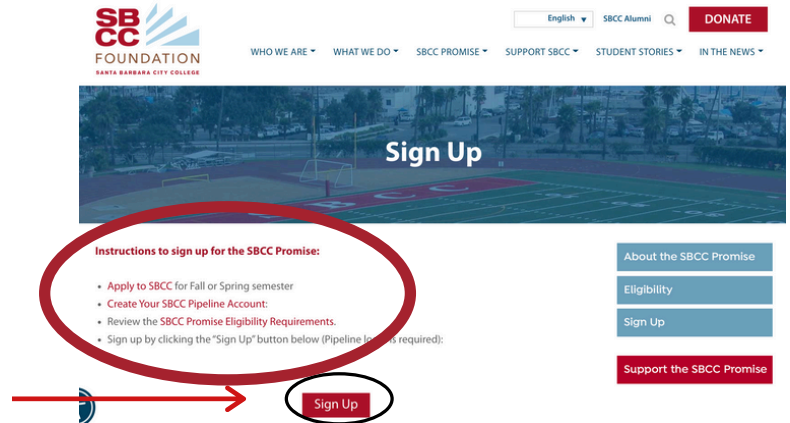 SB
CC
FOUNDATION
SANTA BARBARA CITY COLLEGE
English
SBCC Alumni
DONATE
WHO WE ARE
WHAT WE DO
SBCC PROMISE
SUPPORT SBCC
STUDENT STORIES
IN THE NEWS
Sign Up
SBCC
Instructions to sign up for the SBCC Promise:
• Apply to SBCC for Fall or Spring semester
• Create Your SBCC Pipeline Account:
• Review the SBCC Promise Eligibility Requirements.
• Sign up by clicking the "Sign Up" button below (Pipeline is required):
Sign Up
About the SBCC Promise
Eligibility
Sign Up
Support the SBCC Promise